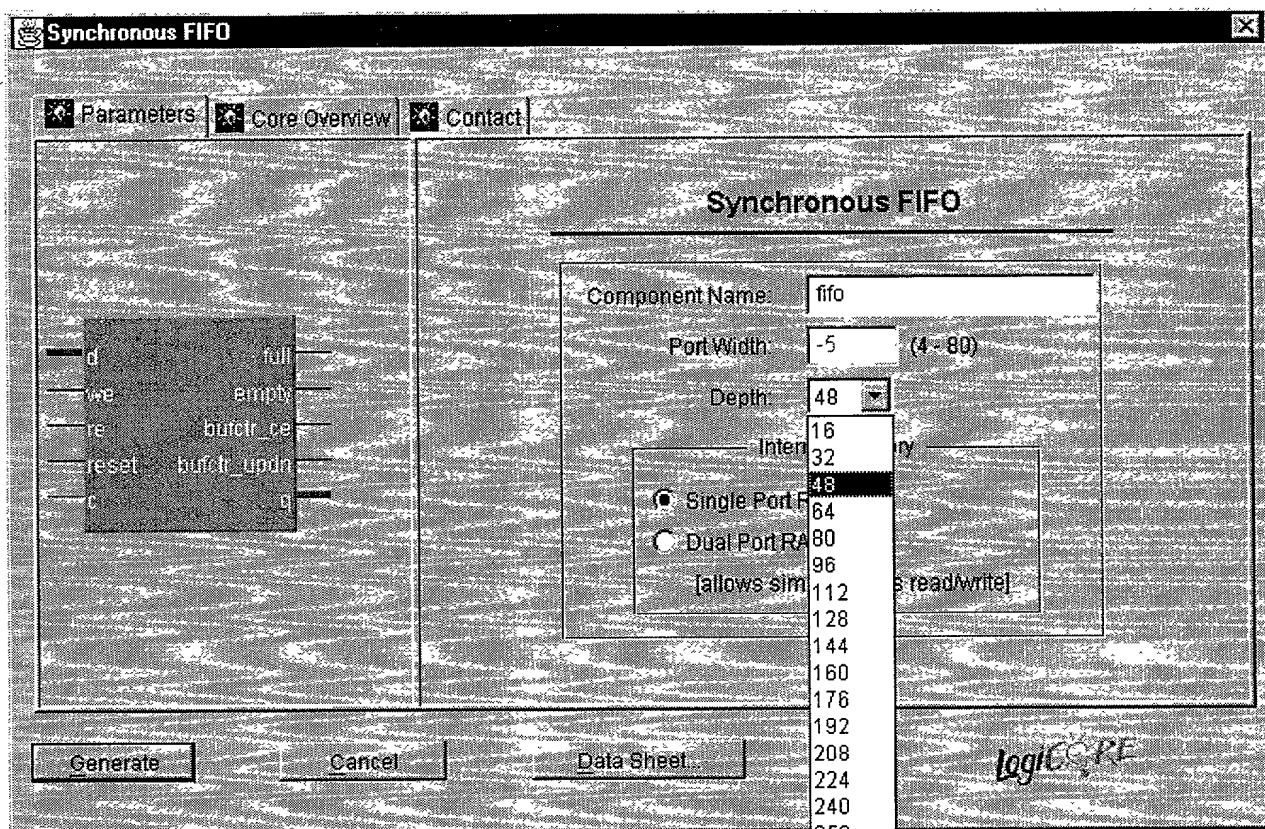 Synchronous FIFO
Parameters Core Overview Contact
Synchronous FIFO
Component Name: fifo
Port Width: -5 (4 - 80)
Depth: 48
d full
we empty
re bufctr_ce
reset bufctr_updn
c q
Single Port
Dual Port RA
[allows sim s read/write]
16
32
48
64
80
96
112
128
144
160
176
192
208
224
240
Generate Cancel Data Sheet...
LogiCORE